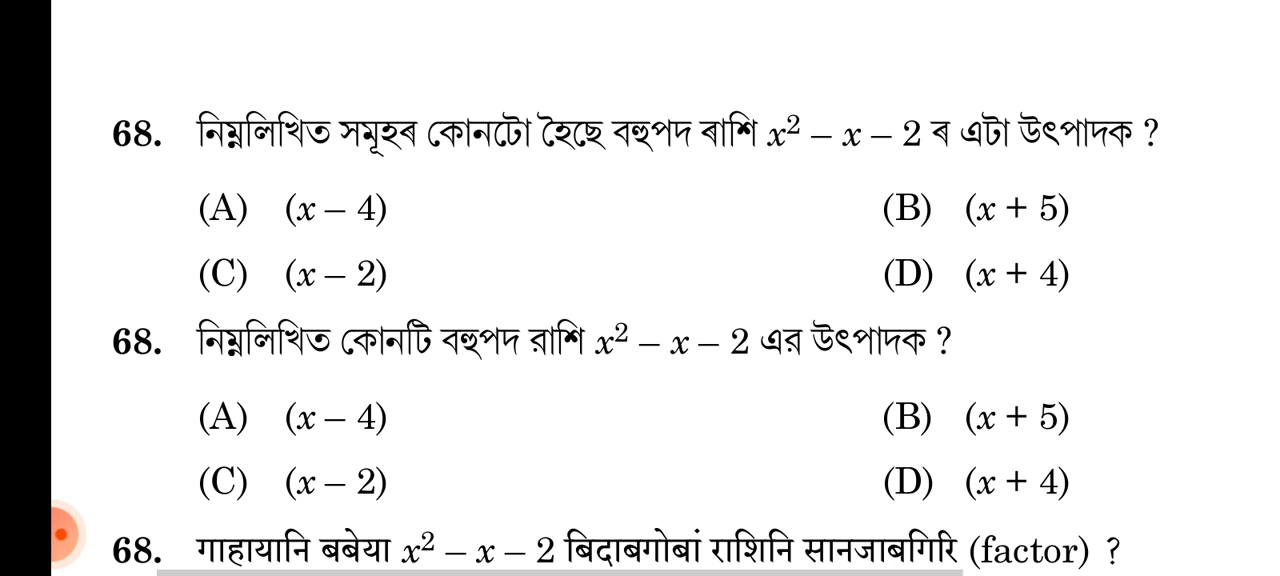 68. নিম্নলিখিত সমূহৰ কোনটো হৈছে বহুপদ ৰাশি x² – x – 2 ৰ এটা উৎপাদক ?
(A) (x – 4) (B) (x + 5)
(C) (x – 2) (D) (x + 4)
68. নিম্নলিখিত কোনটি বহুপদ রাশি x² – x – 2 এর উৎপাদক ?
(A) (x – 4) (B) (x + 5)
(C) (x – 2) (D) (x + 4)
68. गाहायानि बबेया x² – x – 2 बिदाबगोबां राशिनि सानजाबगिरि (factor) ?